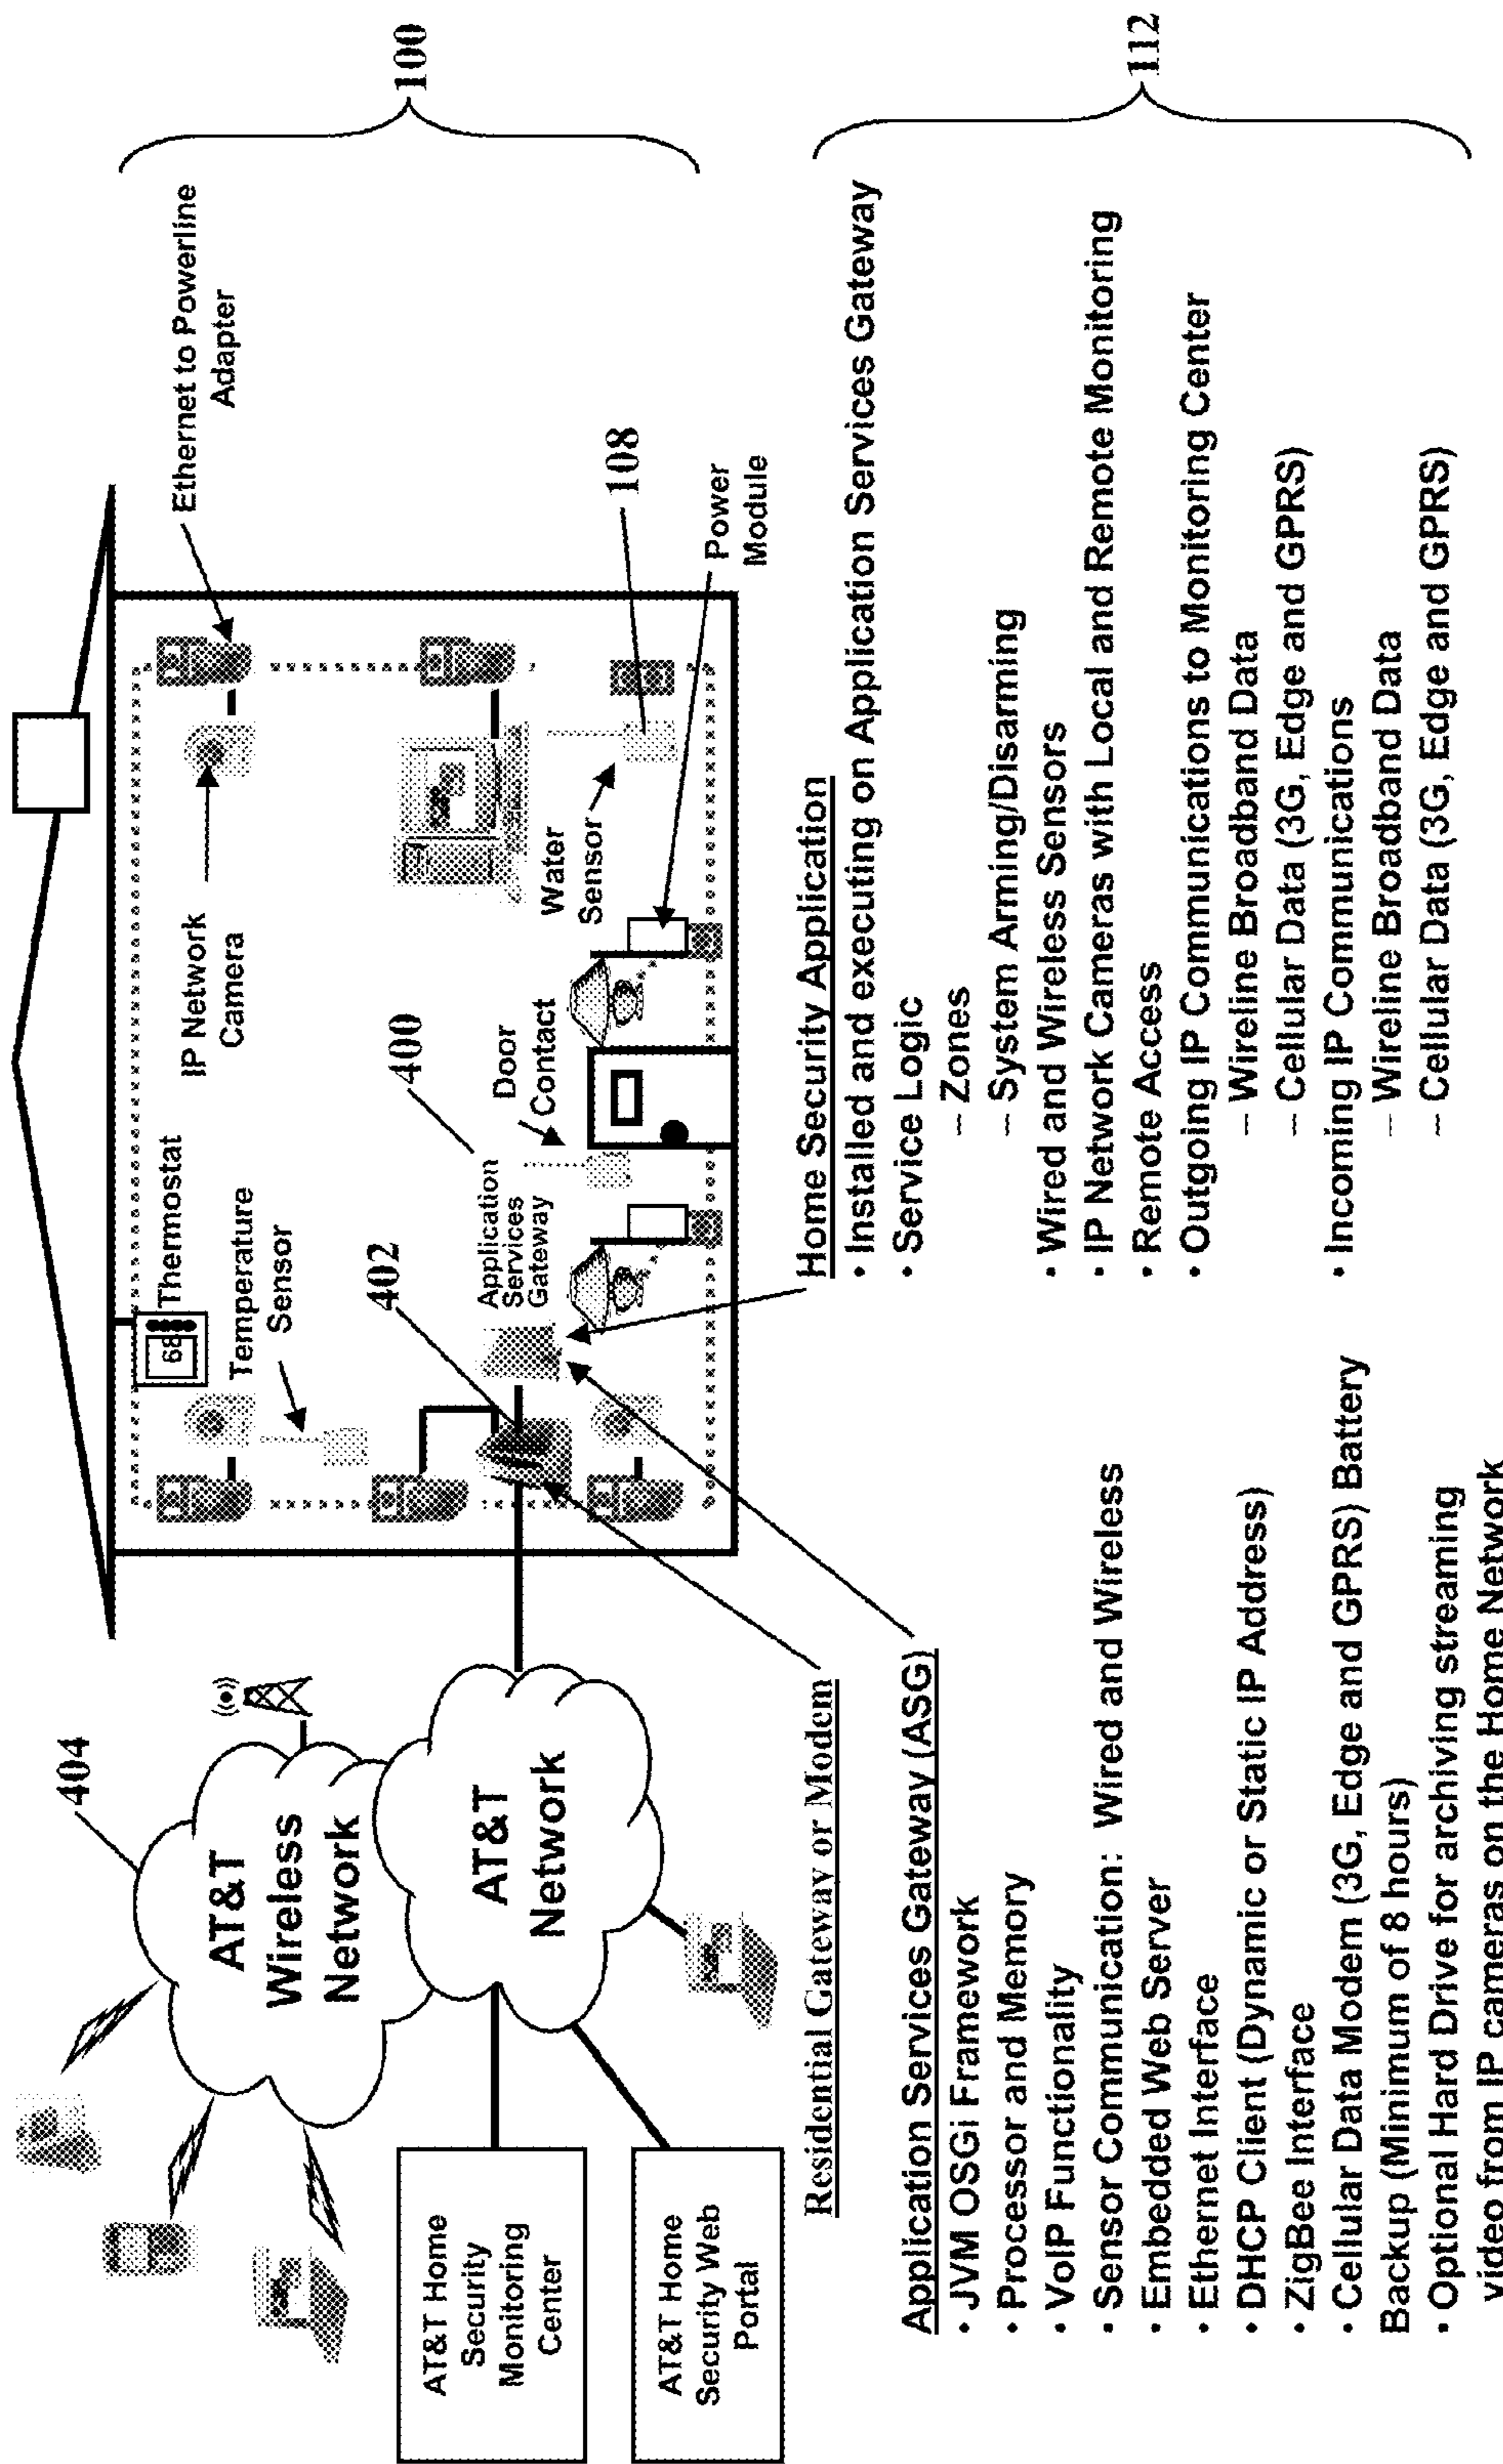 404
AT&T
Wireless
Network
AT&T
Network
AT&T Home
Security
Monitoring
Center
AT&T Home
Security Web
Portal
Residential Gateway or Modem
Thermostat
68
Temperature
Sensor
402
Application
Services
Gateway
400
Door
Contact
IP Network
Camera
Water
Sensor
Ethernet to Powerline
Adapter
108
Power
Module
100
Application Services Gateway (ASG)
• JVM OSGi Framework
• Processor and Memory
• VoIP Functionality
• Sensor Communication: Wired and Wireless
• Embedded Web Server
• Ethernet Interface
• DHCP Client (Dynamic or Static IP Address)
• ZigBee Interface
• Cellular Data Modem (3G, Edge and GPRS) Battery
Backup (Minimum of 8 hours)
• Optional Hard Drive for archiving streaming
video from IP cameras on the Home Network
Home Security Application
• Installed and executing on Application Services Gateway
• Service Logic
– Zones
– System Arming/Disarming
• Wired and Wireless Sensors
• IP Network Cameras with Local and Remote Monitoring
• Remote Access
• Outgoing IP Communications to Monitoring Center
– Wireline Broadband Data
– Cellular Data (3G, Edge and GPRS)
• Incoming IP Communications
– Wireline Broadband Data
– Cellular Data (3G, Edge and GPRS)
112